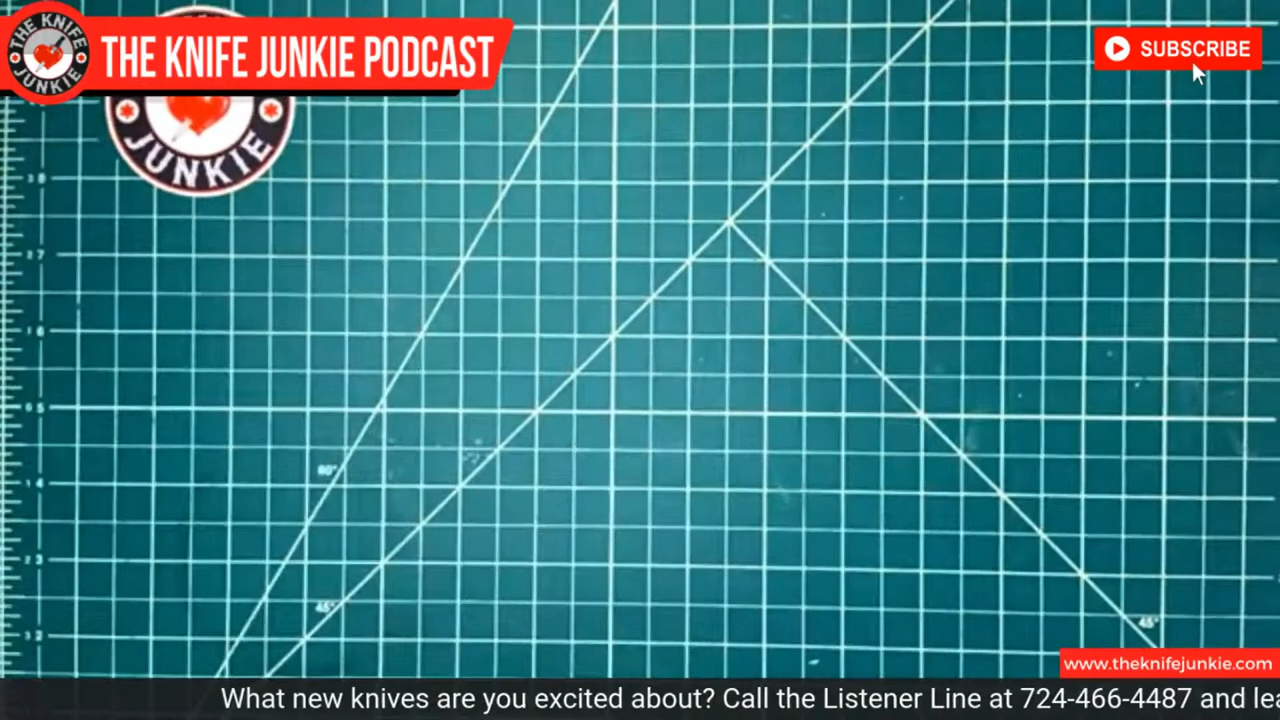 THE KNIFE JUNKIE
THE KNIFE JUNKIE PODCAST
SUBSCRIBE
JUNKIE
60°
45°
45°
www.theknifejunkie.com
What new knives are you excited about? Call the Listener Line at 724-466-4487 and lea